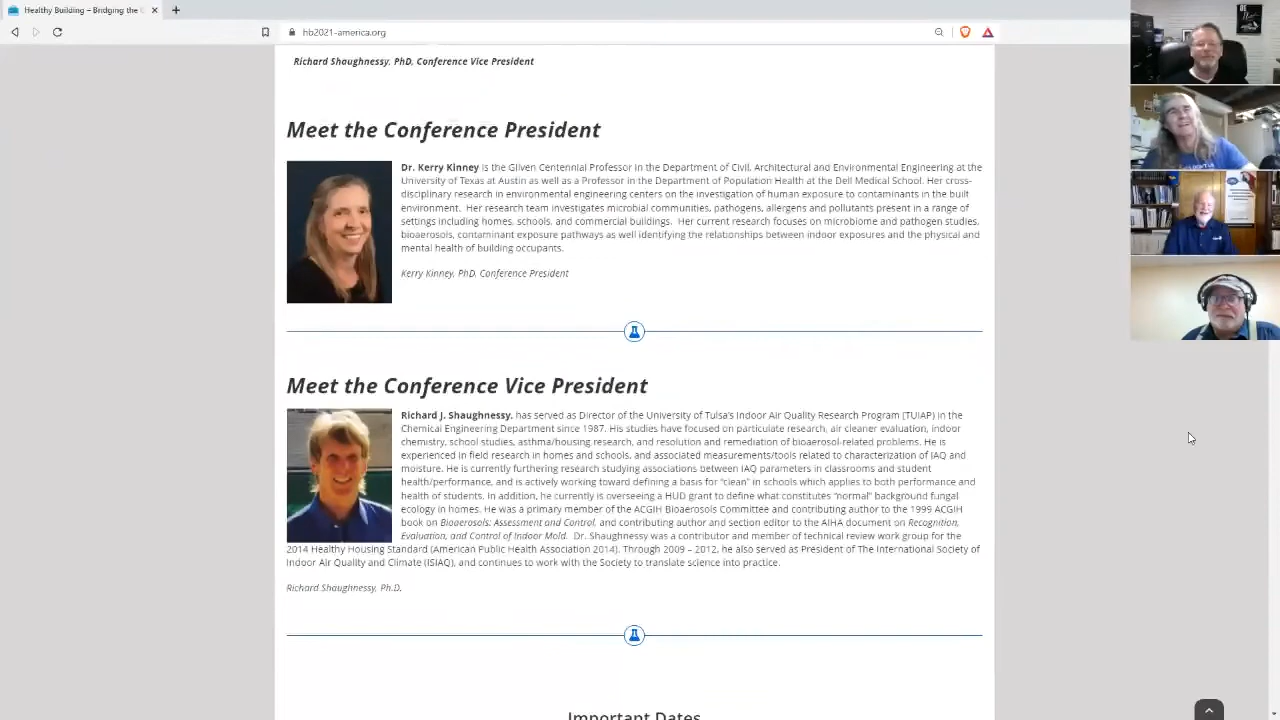 Healthy Building – Bridging the
hb2021-america.org
Richard Shaughnessy, PhD, Conference Vice President
Meet the Conference President
Dr. Kerry Kinney is the Gliven Centennial Professor in the Department of Civil, Architectural and Environmental Engineering at the
University of Texas at Austin as well as a Professor in the Department of Population Health at the Dell Medical School. Her cross-
disciplinary research in environmental engineering centers on the investigation of human exposure to contaminants in the built
environment. Her research team investigates microbial communities, pathogens, allergens and pollutants present in a range of
settings including homes, schools, and commercial buildings. Her current research focuses on microbiome and pathogen studies,
bioaerosols, contaminant exposure pathways as well identifying the relationships between indoor exposures and the physical and
mental health of building occupants.
Kerry Kinney, PhD, Conference President
Meet the Conference Vice President
Richard J. Shaughnessy, has served as Director of the University of Tulsa's Indoor Air Quality Research Program (TUIAP) in the
Chemical Engineering Department since 1987. His studies have focused on particulate research, air cleaner evaluation, indoor
chemistry, school studies, asthma/housing research, and resolution and remediation of bioaerosol-related problems. He is
experienced in field research in homes and schools, and associated measurements/tools related to characterization of IAQ and
moisture. He is currently furthering research studying associations between IAQ parameters in classrooms and student
health/performance, and is actively working toward defining a basis for "clean" in schools which applies to both performance and
health of students. In addition, he currently is overseeing a HUD grant to define what constitutes "normal" background fungal
ecology in homes. He was a primary member of the ACGIH Bioaerosols Committee and contributing author to the 1999 ACGIH
book on Bioaerosols: Assessment and Control, and contributing author and section editor to the AIHA document on Recognition,
Evaluation, and Control of Indoor Mold. Dr. Shaughnessy was a contributor and member of technical review work group for the
2014 Healthy Housing Standard (American Public Health Association 2014). Through 2009 – 2012, he also served as President of The International Society of
Indoor Air Quality and Climate (ISIAQ), and continues to work with the Society to translate science into practice.
Richard Shaughnessy, Ph.D.
Important Dates